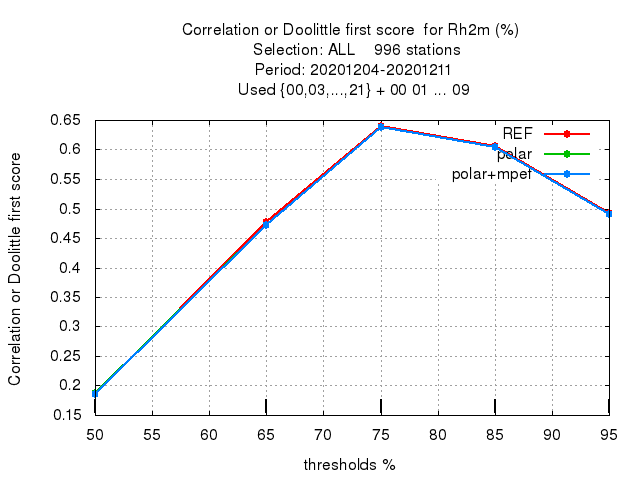 Correlation or Doolittle first score  for Rh2m (%)
Selection: ALL    996 stations
Period: 20201204-20201211
Used {00,03,...,21} + 00 01 ... 09
Correlation or Doolittle first score
0.65
0.6
0.55
0.5
0.45
0.4
0.35
0.3
0.25
0.2
0.15
REF
polar
polar+mpef
50 55 60 65 70 75 80 85 90 95
thresholds %